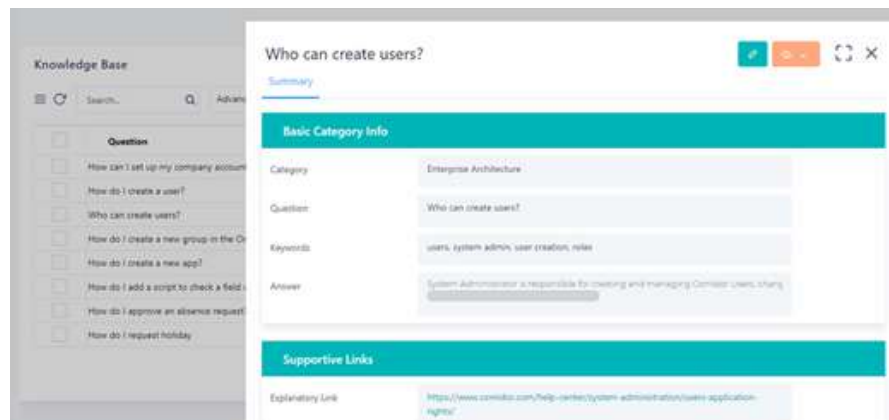 Knowledge Base
Search...
Advanc
Question
How can I set up my company account
How do I create a user?
Who can create users?
How do I create a new group in the Or
How do I create a new app?
How do I add a script to check a field
How do I approve an absence request
How do I request holiday
Who can create users?
Summary
Basic Category Info
Category
Enterprise Architecture
Question
Who can create users?
Keywords
users, system admin, user creation, roles
Answer
System Administrator is responsible for creating and managing Comidor Users, chang
Supportive Links
Explanatory Link
https://www.comidor.com/help-center/system-administration/users-application-
rights/